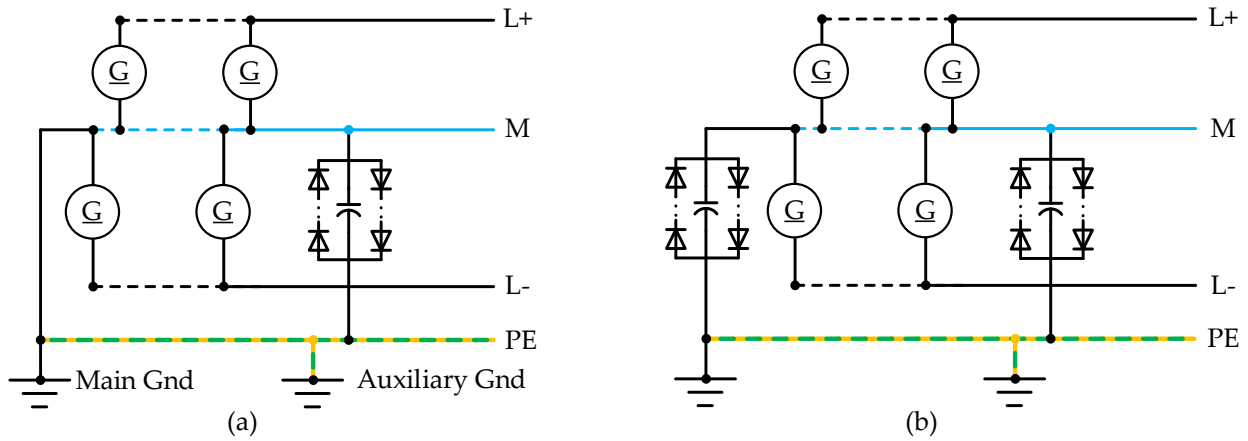 L+
G G
M
G G
L-
PE
Main Gnd Auxiliary Gnd
(a)
L+
G G
M
G G
L-
PE
(b)